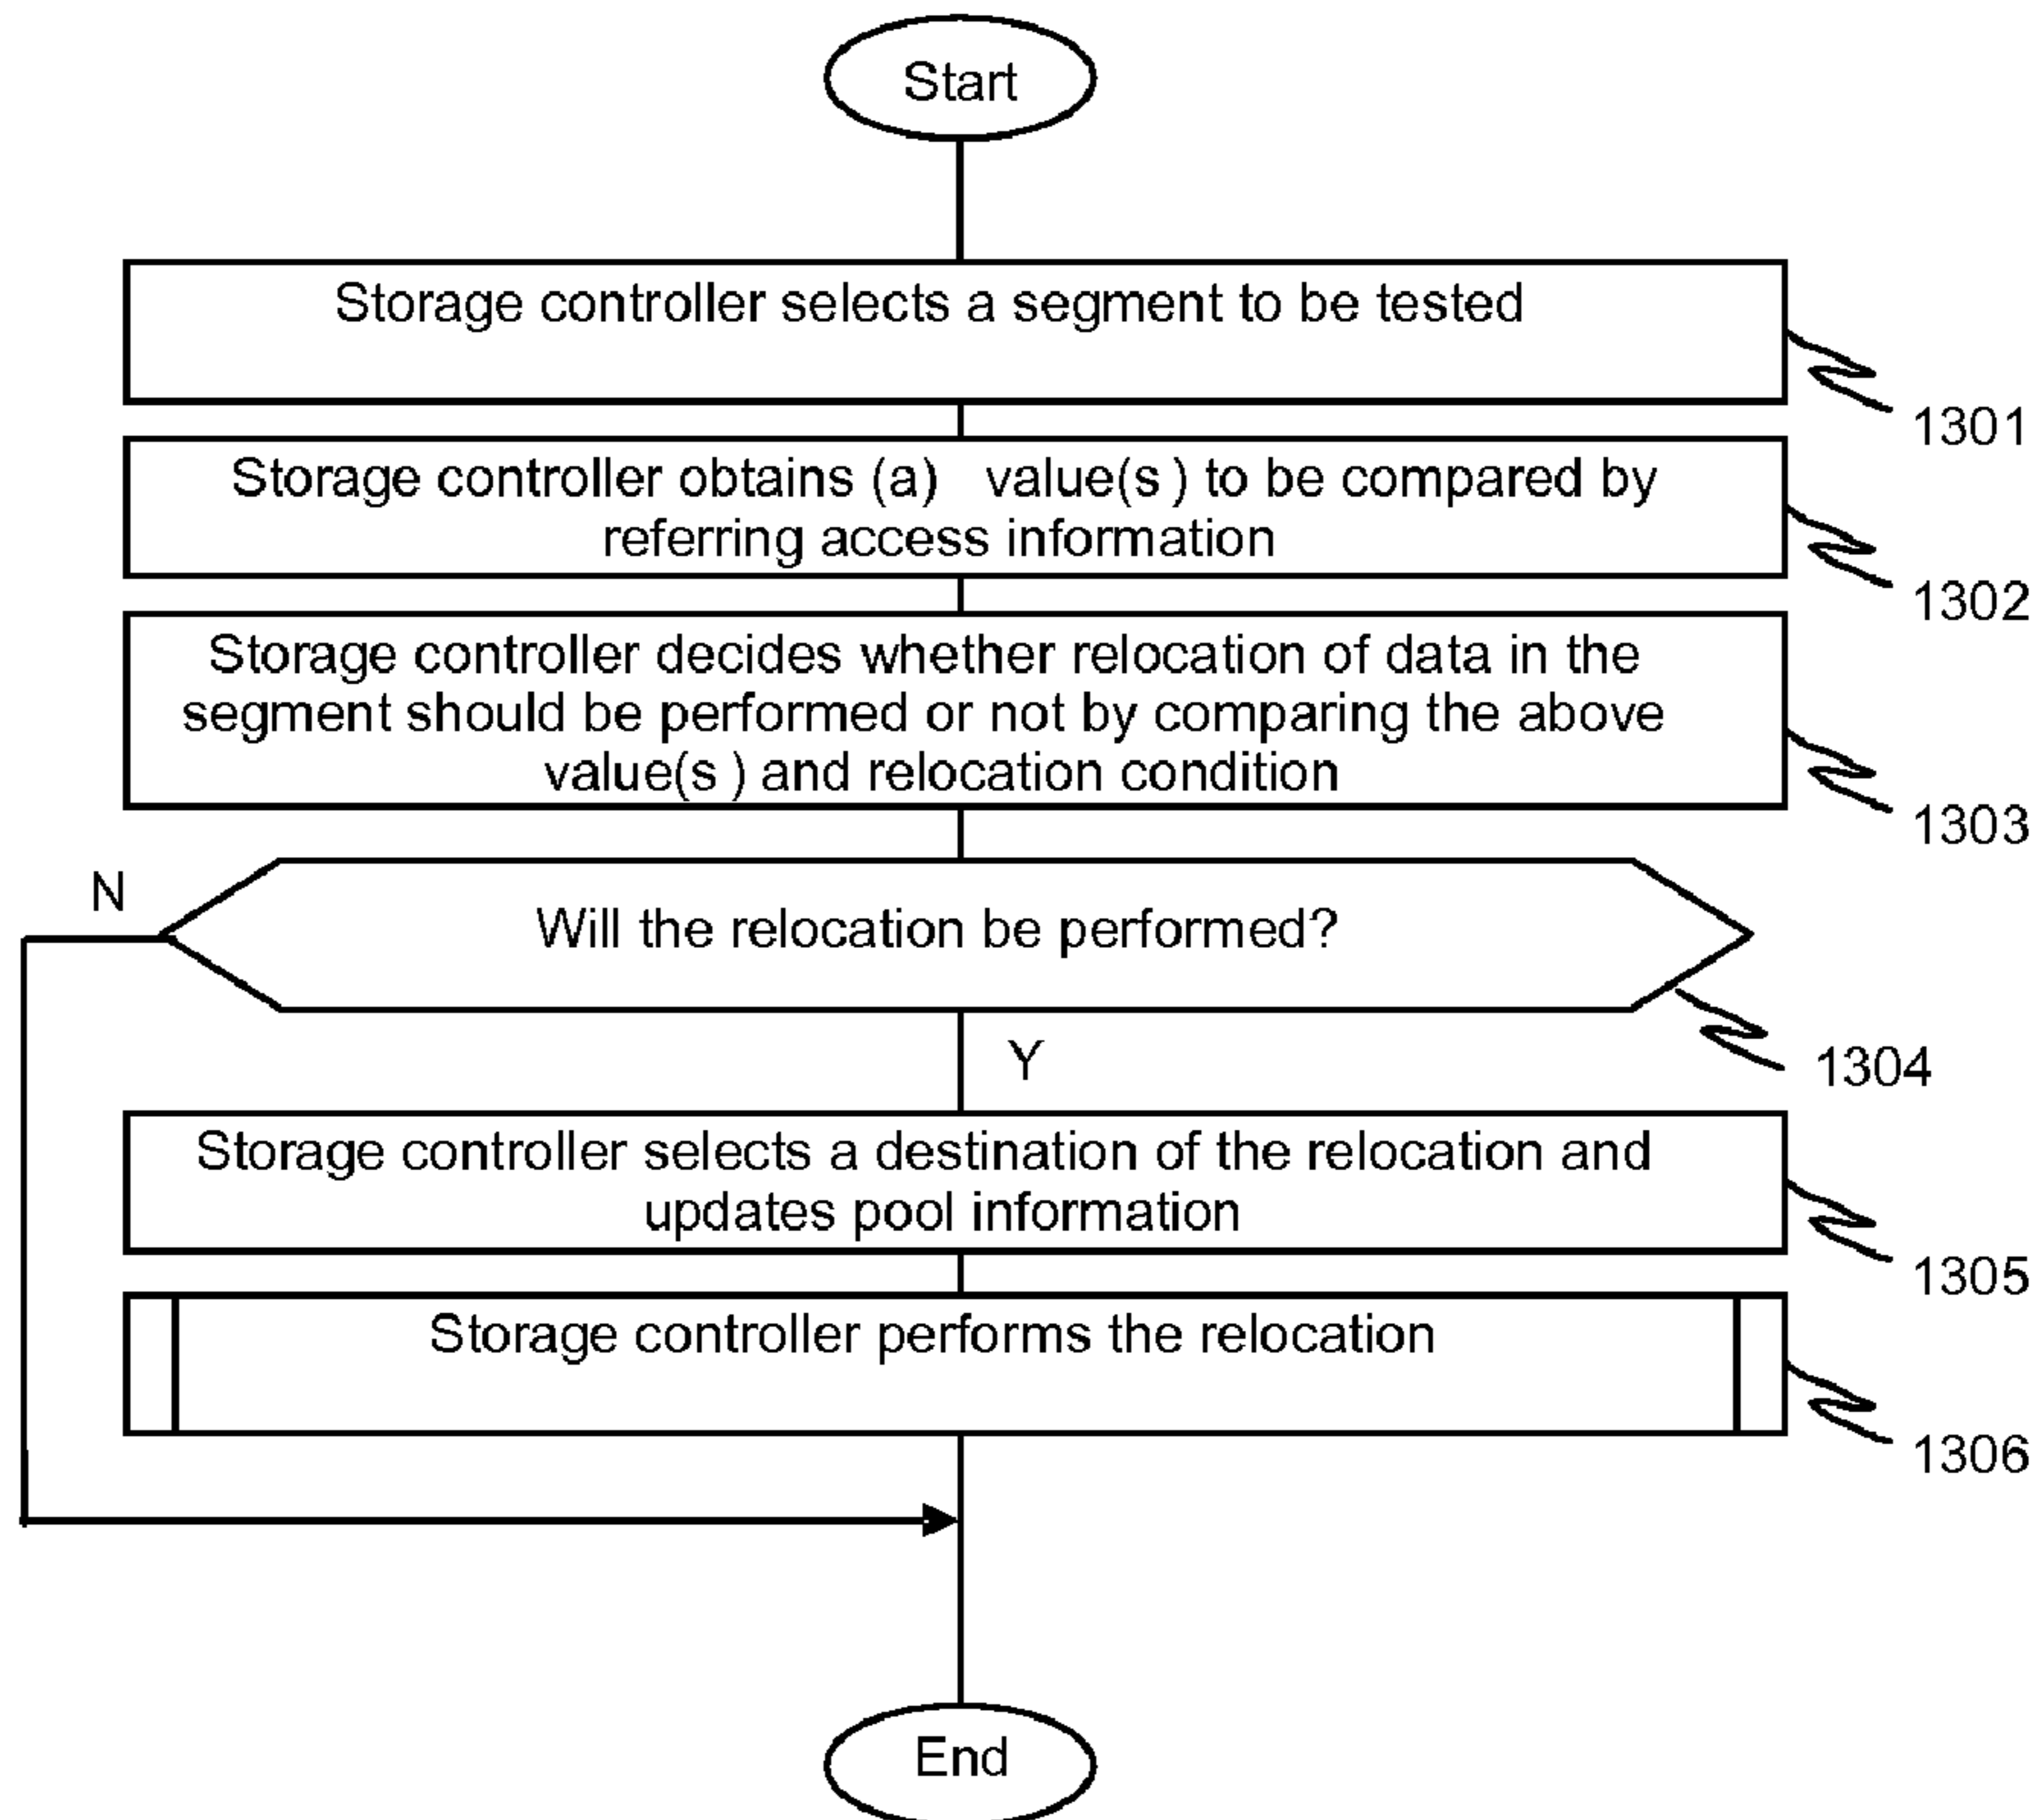 Start
Storage controller selects a segment to be tested
1301
Storage controller obtains (a) value(s ) to be compared by
referring access information
1302
Storage controller decides whether relocation of data in the
segment should be performed or not by comparing the above
value(s ) and relocation condition
1303
N
Will the relocation be performed?
Y
1304
Storage controller selects a destination of the relocation and
updates pool information
1305
Storage controller performs the relocation
1306
End